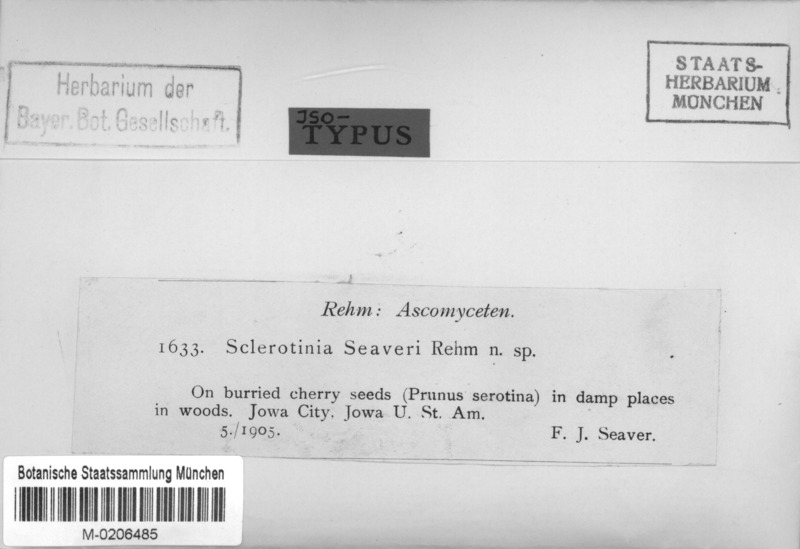 Herbarium der
Bayer. Bot. Gesellschaft.
STAATS-
HERBARIUM
MÜNCHEN
ISO-
TYPUS
Rehm: Ascomyceten.
1633. Sclerotinia Seaveri Rehm n. sp.
On burried cherry seeds (Prunus serotina) in damp places
in woods. Jowa City, Jowa U. St. Am.
5./1905. F. J. Seaver.
Botanische Staatssammlung München
M-0206485